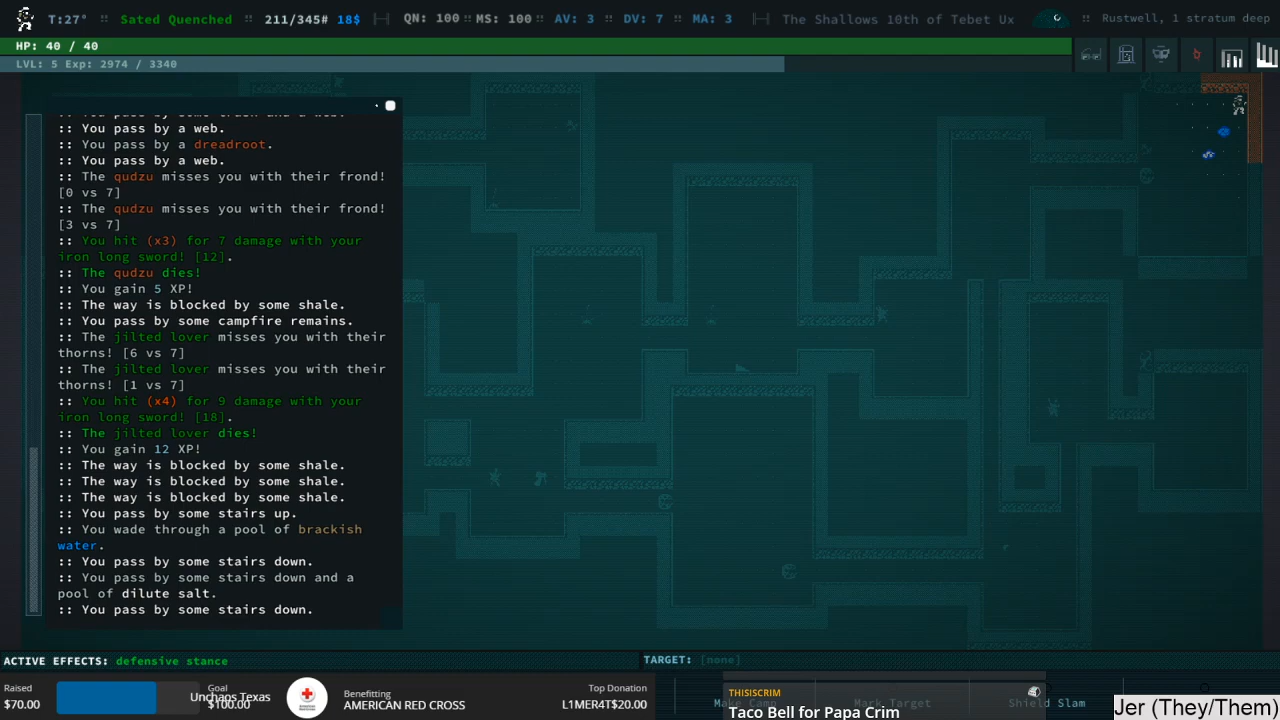 T:27° :: Sated Quenched :: 211/345# 18$ QN: 100 :: MS: 100 :: AV: 3 :: DV: 7 :: MA: 3 The Shallows 10th of Tebet Ux :: Rustwell, 1 stratum deep
HP: 40 / 40
LVL: 5 Exp: 2974 / 3340
:: You pass by a web.
:: You pass by a dreadroot.
:: You pass by a web.
:: The qudzu misses you with their frond!
[0 vs 7]
:: The qudzu misses you with their frond!
[3 vs 7]
:: You hit (x3) for 7 damage with your
iron long sword! [12].
:: The qudzu dies!
:: You gain 5 XP!
:: The way is blocked by some shale.
:: You pass by some campfire remains.
:: The jilted lover misses you with their
thorns! [6 vs 7]
:: The jilted lover misses you with their
thorns! [1 vs 7]
:: You hit (x4) for 9 damage with your
iron long sword! [18].
:: The jilted lover dies!
:: You gain 12 XP!
:: The way is blocked by some shale.
:: The way is blocked by some shale.
:: The way is blocked by some shale.
:: You pass by some stairs up.
:: You wade through a pool of brackish
water.
:: You pass by some stairs down.
:: You pass by some stairs down and a
pool of dilute salt.
:: You pass by some stairs down.
ACTIVE EFFECTS: defensive stance
TARGET: [none]
Raised
$70.00
Goal
$100.00
Unchaos Texas
Benefitting
AMERICAN RED CROSS
Top Donation
L1MER4T$20.00
THISISCRIM
Taco Bell for Papa Crim
Make Camp
Mark Target
Shield Slam
Jer (They/Them)